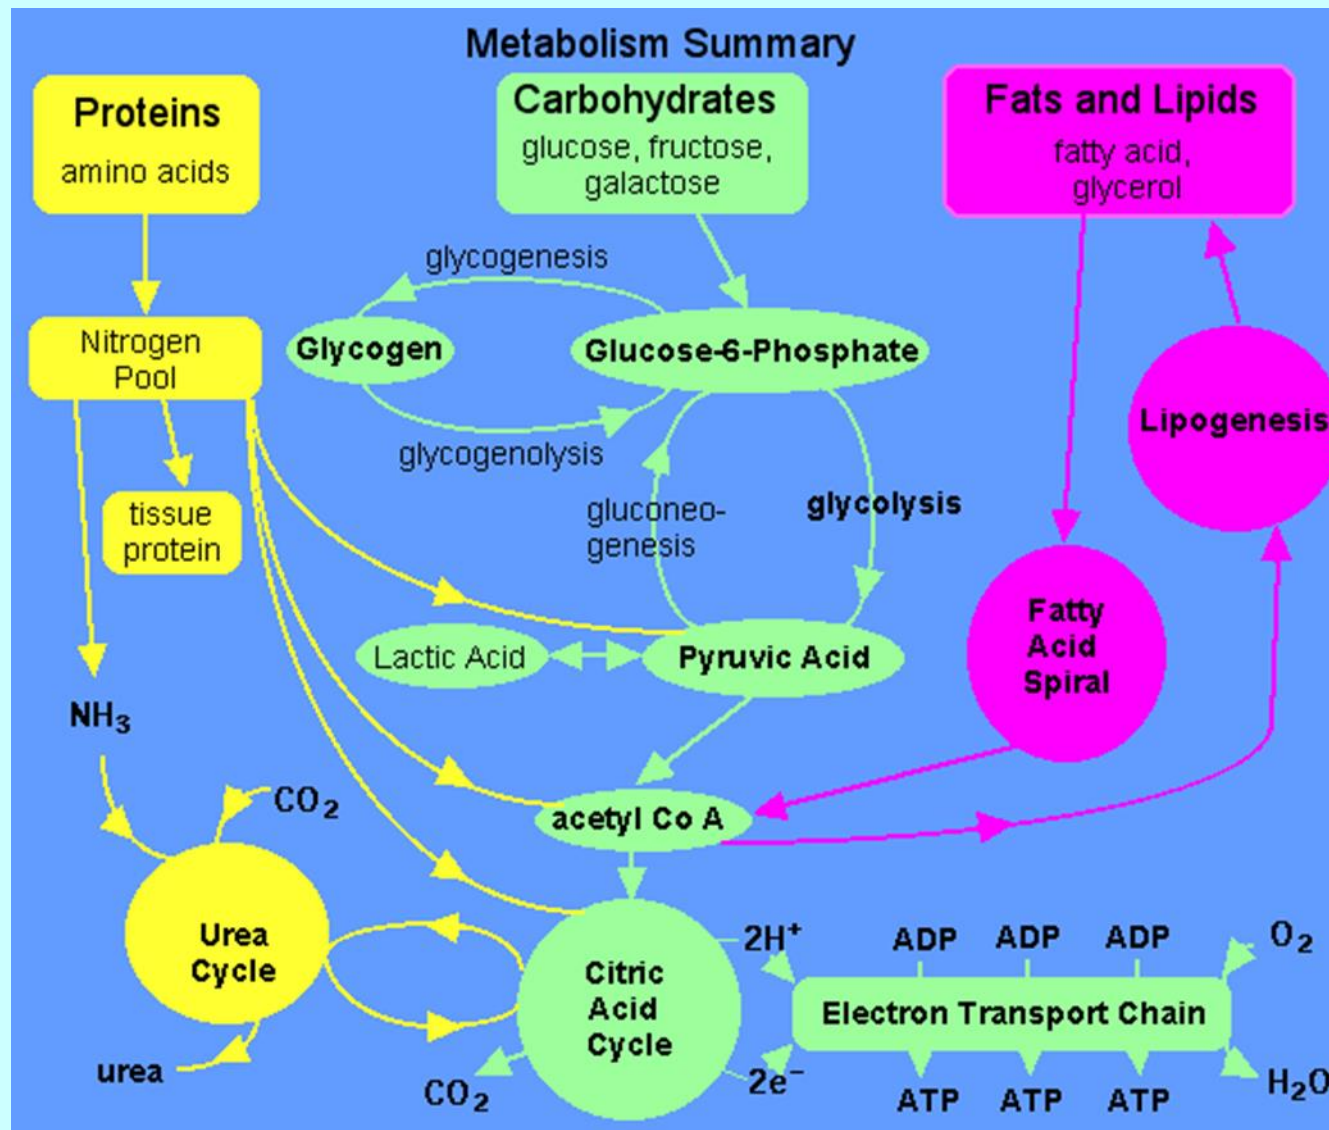 Metabolism Summary
Proteins
amino acids
Carbohydrates
glucose, fructose,
galactose
Fats and Lipids
fatty acid,
glycerol
glycogenesis
Nitrogen
Pool
Glycogen
Glucose-6-Phosphate
Lipogenesis
glycogenolysis
tissue
protein
gluconeo-
genesis
glycolysis
Fatty
Acid
Spiral
Lactic Acid
Pyruvic Acid
NH₃
CO₂
acetyl Co A
Urea
Cycle
Citric
Acid
Cycle
2H⁺
ADP
ADP
ADP
O₂
Electron Transport Chain
urea
CO₂
2e⁻
ATP
ATP
ATP
H₂O